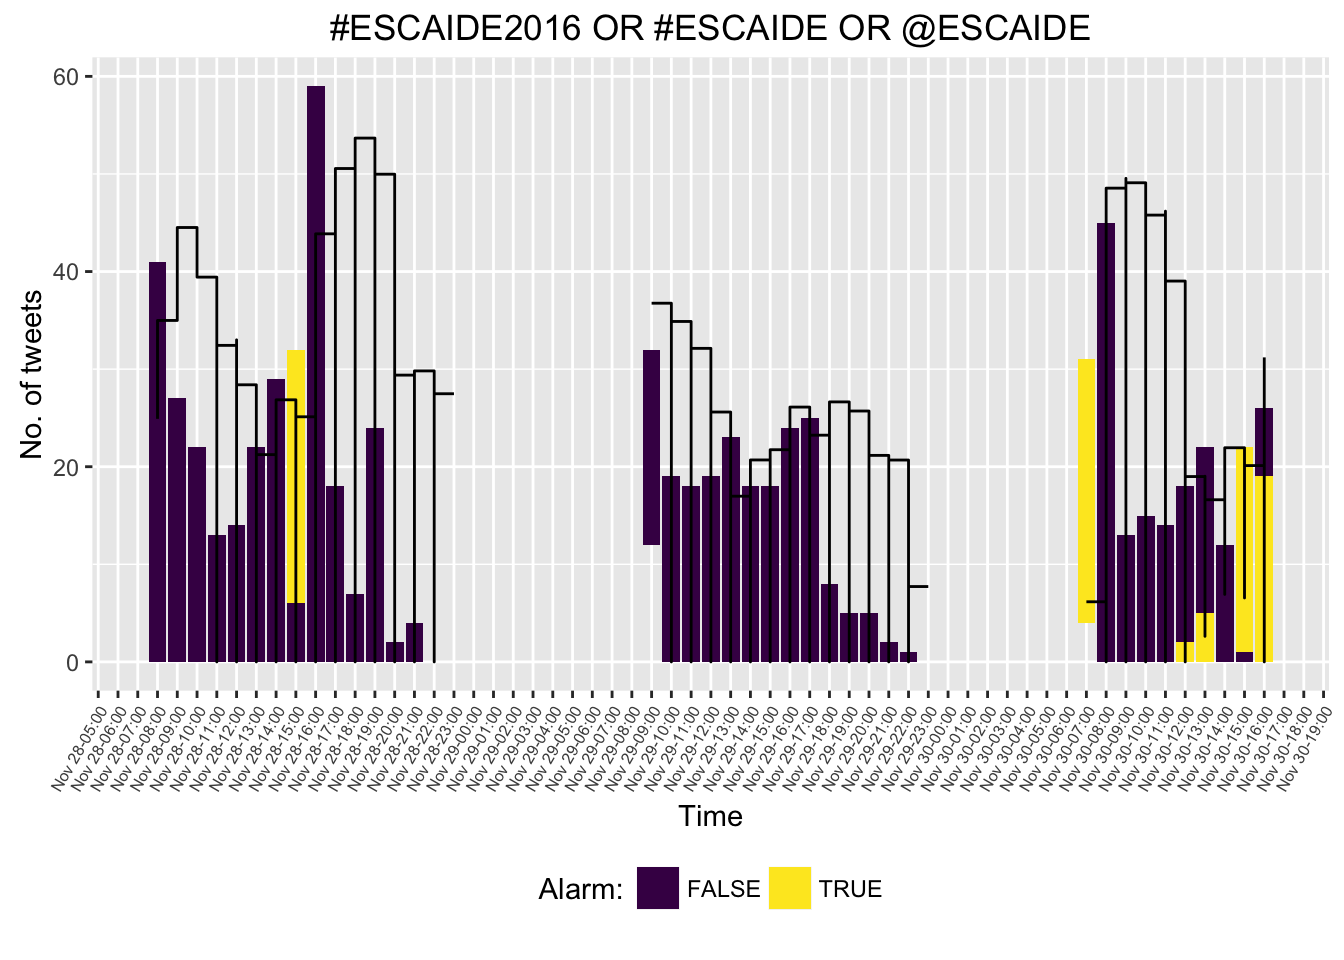 #ESCAIDE2016 OR #ESCAIDE OR @ESCAIDE
No. of tweets
60
40
20
0
Nov 28-05:00
Nov 28-06:00
Nov 28-07:00
Nov 28-08:00
Nov 28-09:00
Nov 28-10:00
Nov 28-11:00
Nov 28-12:00
Nov 28-13:00
Nov 28-14:00
Nov 28-15:00
Nov 28-16:00
Nov 28-17:00
Nov 28-18:00
Nov 28-19:00
Nov 28-20:00
Nov 28-21:00
Nov 28-22:00
Nov 28-23:00
Nov 29-00:00
Nov 29-01:00
Nov 29-02:00
Nov 29-03:00
Nov 29-04:00
Nov 29-05:00
Nov 29-06:00
Nov 29-07:00
Nov 29-08:00
Nov 29-09:00
Nov 29-10:00
Nov 29-11:00
Nov 29-12:00
Nov 29-13:00
Nov 29-14:00
Nov 29-15:00
Nov 29-16:00
Nov 29-17:00
Nov 29-18:00
Nov 29-19:00
Nov 29-20:00
Nov 29-21:00
Nov 29-22:00
Nov 29-23:00
Nov 30-00:00
Nov 30-01:00
Nov 30-02:00
Nov 30-03:00
Nov 30-04:00
Nov 30-05:00
Nov 30-06:00
Nov 30-07:00
Nov 30-08:00
Nov 30-09:00
Nov 30-10:00
Nov 30-11:00
Nov 30-12:00
Nov 30-13:00
Nov 30-14:00
Nov 30-15:00
Nov 30-16:00
Nov 30-17:00
Nov 30-18:00
Nov 30-19:00
Time
Alarm: FALSE TRUE